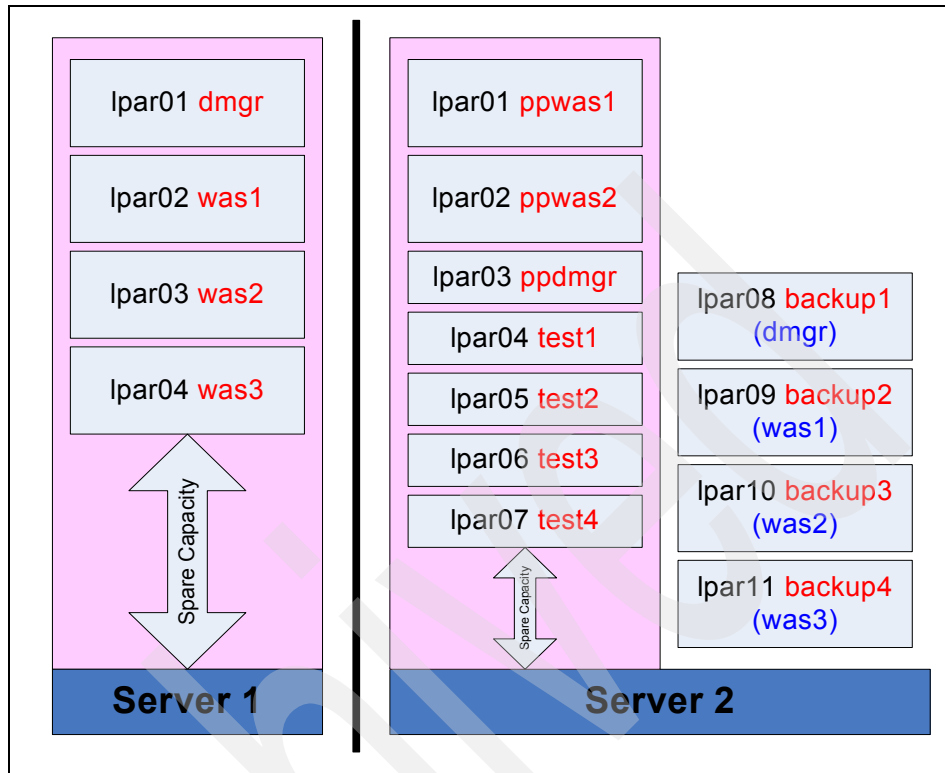 lpar01 dmgr
lpar02 was1
lpar03 was2
lpar04 was3
Spare Capacity
Server 1
lpar01 ppwas1
lpar02 ppwas2
lpar03 ppdmgr
lpar04 test1
lpar05 test2
lpar06 test3
lpar07 test4
Spare Capacity
lpar08 backup1
(dmgr)
lpar09 backup2
(was1)
lpar10 backup3
(was2)
lpar11 backup4
(was3)
Server 2